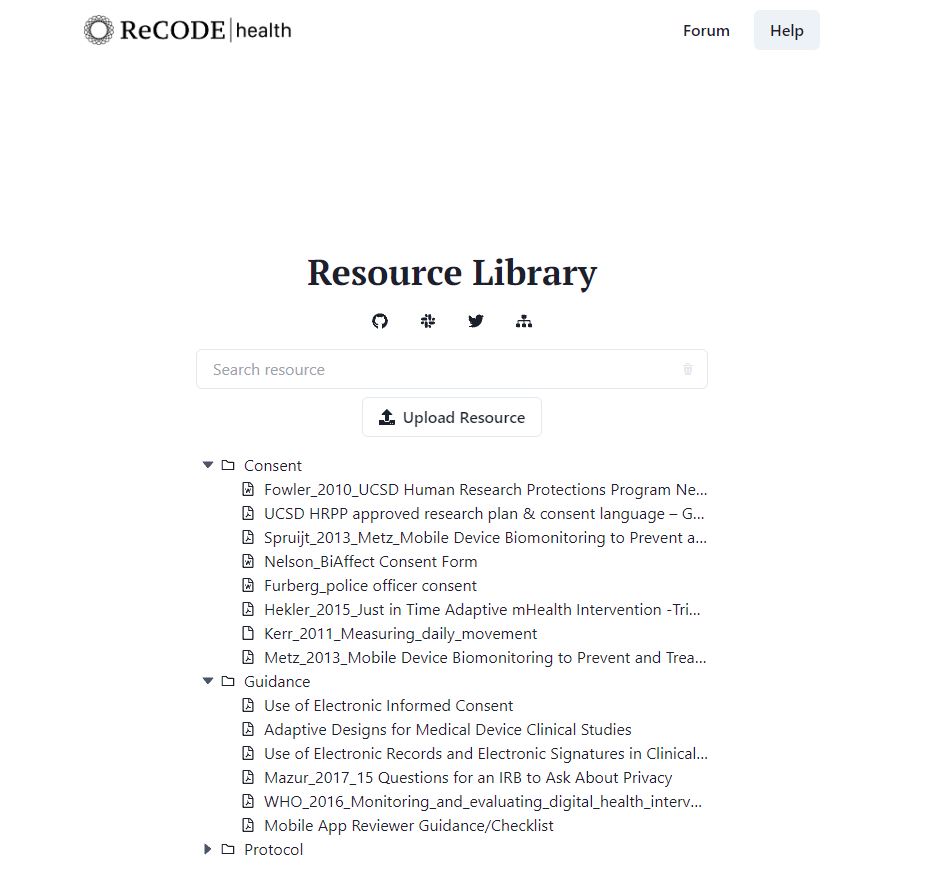 ReCODE health
Forum
Help
Resource Library
Search resource
Upload Resource
Consent
Fowler_2010_UCSD Human Research Protections Program Ne...
UCSD HRPP approved research plan & consent language – G...
Spruijt_2013_Metz_Mobile Device Biomonitoring to Prevent a...
Nelson_BiAffect Consent Form
Furberg_police officer consent
Hekler_2015_Just in Time Adaptive mHealth Intervention -Tri...
Kerr_2011_Measuring_daily_movement
Metz_2013_Mobile Device Biomonitoring to Prevent and Trea...
Guidance
Use of Electronic Informed Consent
Adaptive Designs for Medical Device Clinical Studies
Use of Electronic Records and Electronic Signatures in Clinical...
Mazur_2017_15 Questions for an IRB to Ask About Privacy
WHO_2016_Monitoring_and_evaluating_digital_health_interv...
Mobile App Reviewer Guidance/Checklist
Protocol